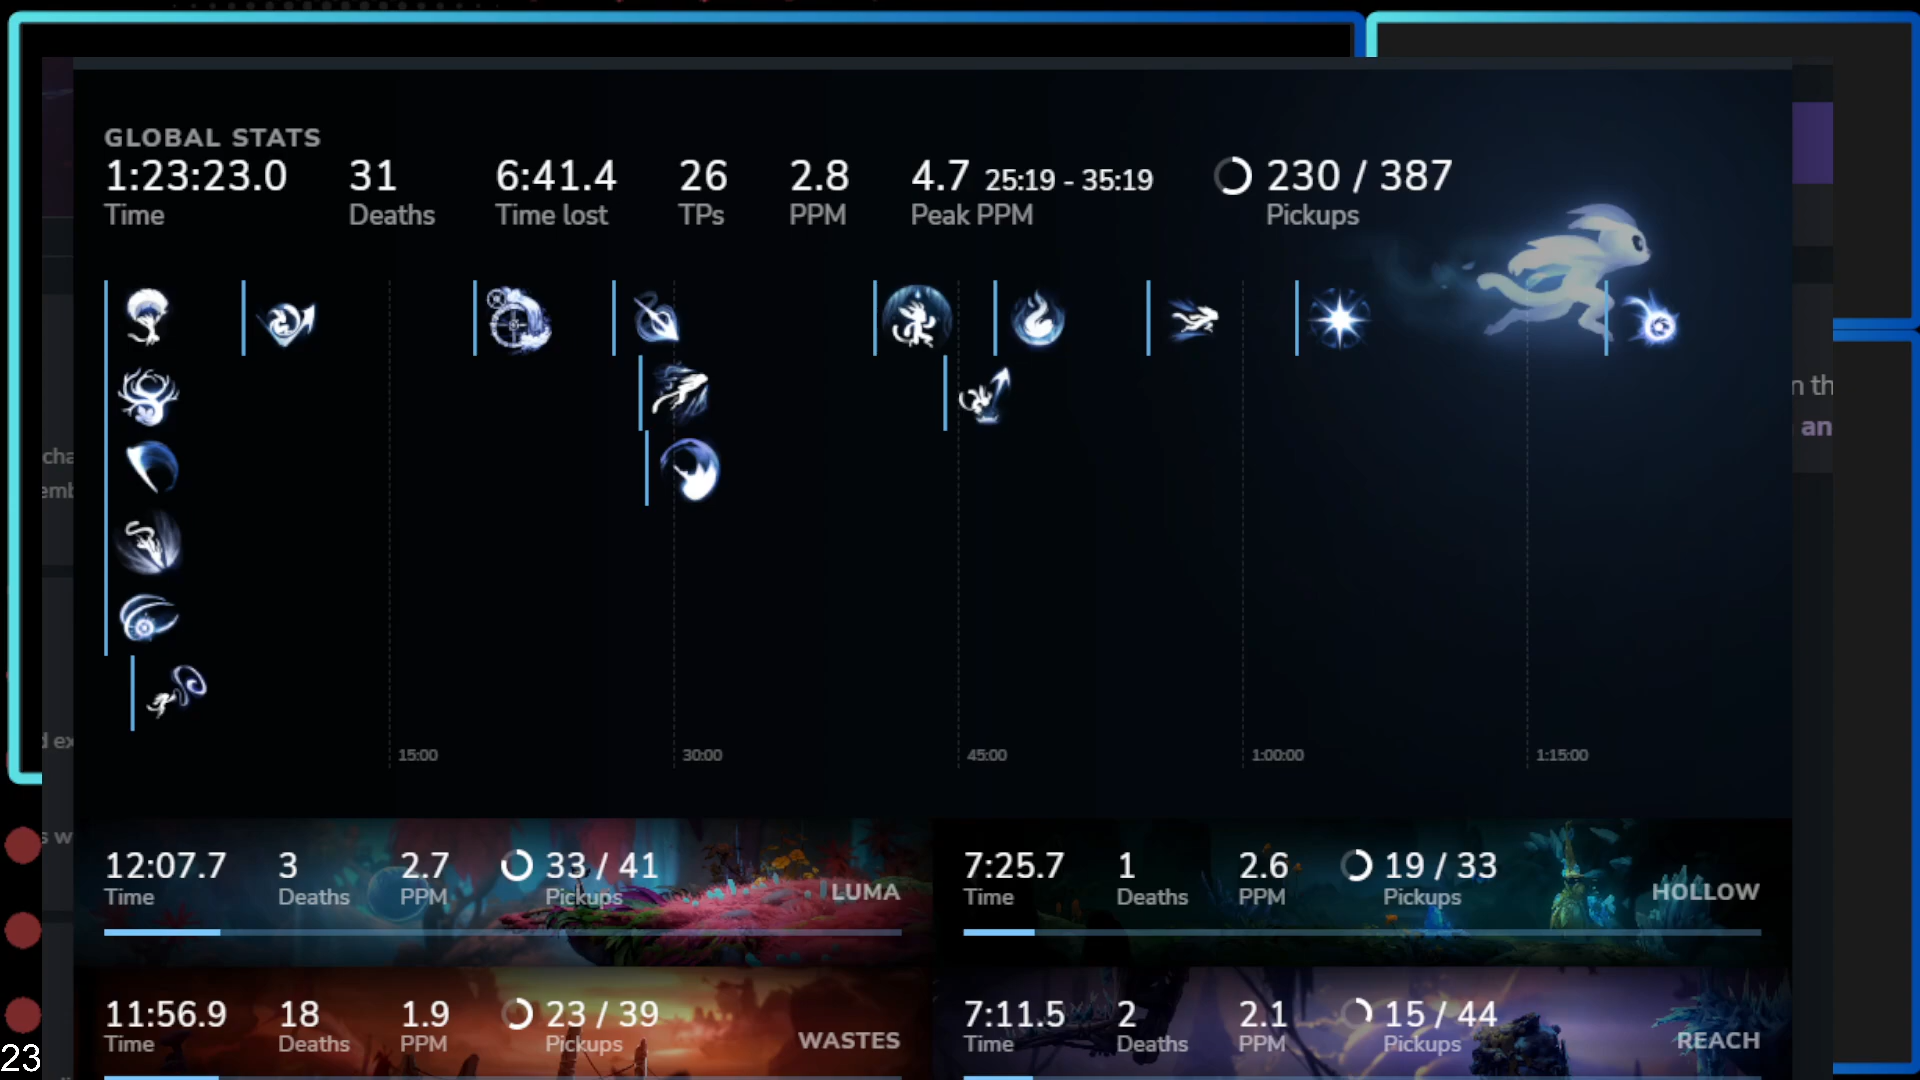 GLOBAL STATS
1:23:23.0 31 6:41.4 26 2.8 4.7 25:19 - 35:19 230 / 387
Time Deaths Time lost TPs PPM Peak PPM Pickups
n th
an
cha
emb
d ex
15:00 30:00 45:00 1:00:00 1:15:00
s w
12:07.7 3 2.7 33 / 41
Time Deaths PPM Pickups LUMA
7:25.7 1 2.6 19 / 33
Time Deaths PPM Pickups HOLLOW
11:56.9 18 1.9 23 / 39
Time Deaths PPM Pickups WASTES
7:11.5 2 2.1 15 / 44
Time Deaths PPM Pickups REACH
23